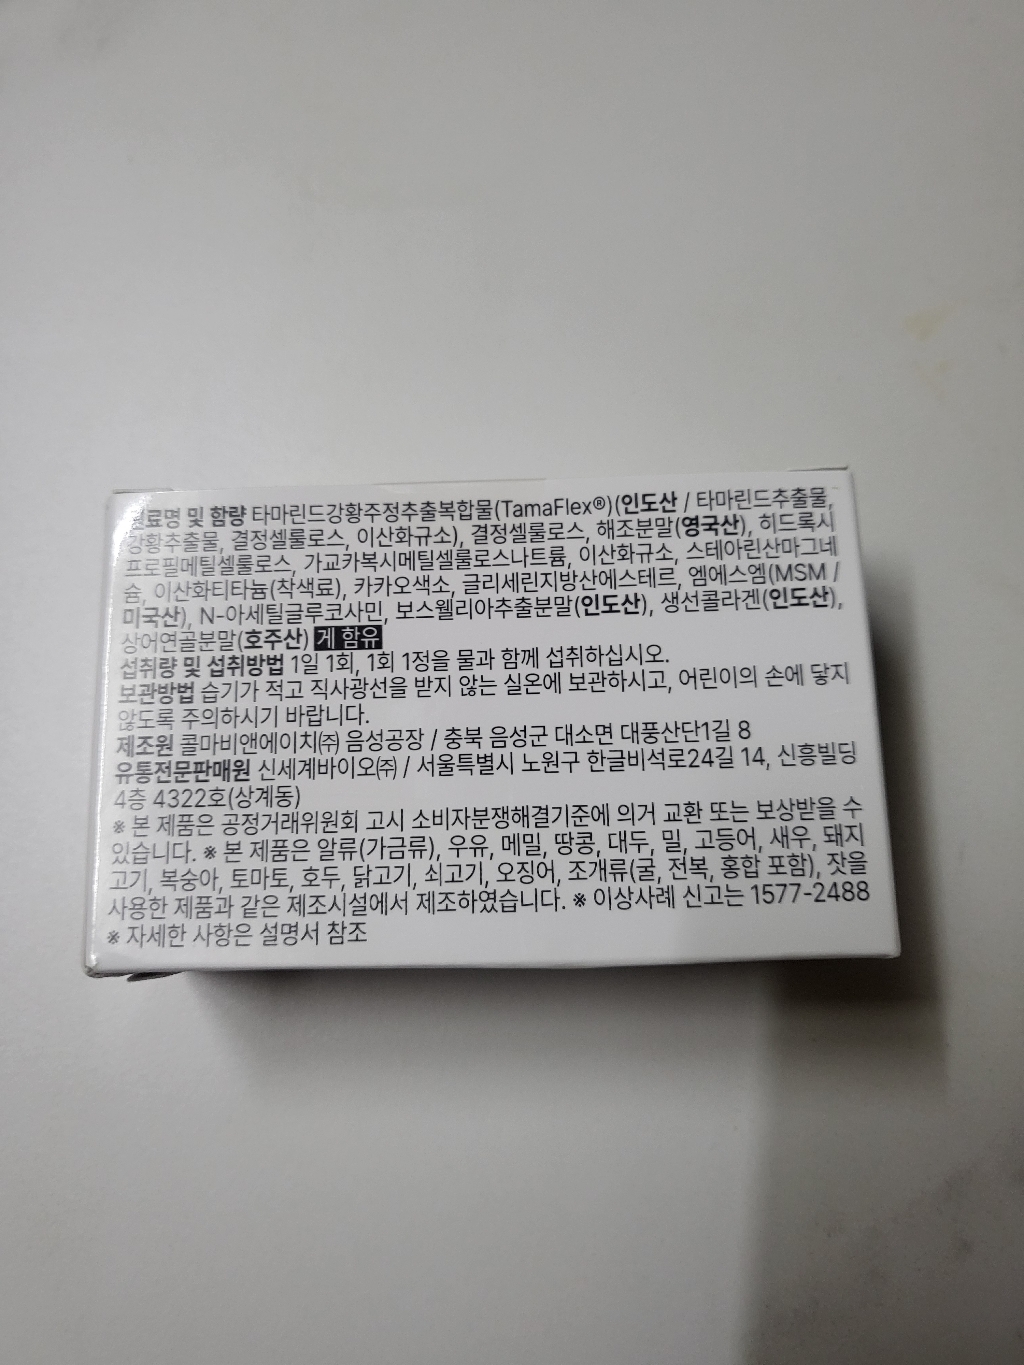 원료명 및 함량 타마린드강황주정추출복합물(TamaFlex®)(인도산 / 타마린드추출물,
강황추출물, 결정셀룰로스, 이산화규소), 결정셀룰로스, 해조분말(영국산), 히드록시
프로필메틸셀룰로스, 가교카복시메틸셀룰로스나트륨, 이산화규소, 스테아린산마그네
슘, 이산화티타늄(착색료), 카카오색소, 글리세린지방산에스테르, 엠에스엠(MSM /
미국산), N-아세틸글루코사민, 보스웰리아추출분말(인도산), 생선콜라겐(인도산),
상어연골분말(호주산) 게 함유
섭취량 및 섭취방법 1일 1회, 1회 1정을 물과 함께 섭취하십시오.
보관방법 습기가 적고 직사광선을 받지 않는 실온에 보관하시고, 어린이의 손에 닿지
않도록 주의하시기 바랍니다.
제조원 콜마비앤에이치㈜ 음성공장 / 충북 음성군 대소면 대풍산단1길 8
유통전문판매원 신세계바이오㈜ / 서울특별시 노원구 한글비석로24길 14, 신흥빌딩
4층 4322호(상계동)
※ 본 제품은 공정거래위원회 고시 소비자분쟁해결기준에 의거 교환 또는 보상받을 수
있습니다. ※ 본 제품은 알류(가금류), 우유, 메밀, 땅콩, 대두, 밀, 고등어, 새우, 돼지
고기, 복숭아, 토마토, 호두, 닭고기, 쇠고기, 오징어, 조개류(굴, 전복, 홍합 포함), 잣을
사용한 제품과 같은 제조시설에서 제조하였습니다. ※ 이상사례 신고는 1577-2488
※ 자세한 사항은 설명서 참조